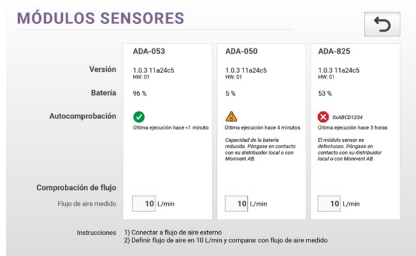 MÓDULOS SENSORES
ADA-053 ADA-050 ADA-825
Versión 1.0.3 11a24c5 1.0.3 11a24c5 1.0.3 11a24c5
HW: 01 HW: 01 HW: 01
Batería 96 % 5 % 53 %
Autocomprobación 0xABCD1234
Última ejecución hace <1 minuto Última ejecución hace 4 minutos Última ejecución hace 3 horas
Capacidad de la batería El módulo sensor es
reducida. Póngase en contacto defectuoso. Póngase en
con su distribuidor local o con contacto con su distribuidor
Monivent AB. local o con Monivent AB.
Comprobación de flujo
Flujo de aire medido 10 L/min 10 L/min 10 L/min
Instrucciones 1) Conectar a flujo de aire externo
2) Definir flujo de aire en 10 L/min y comparar con flujo de aire medido